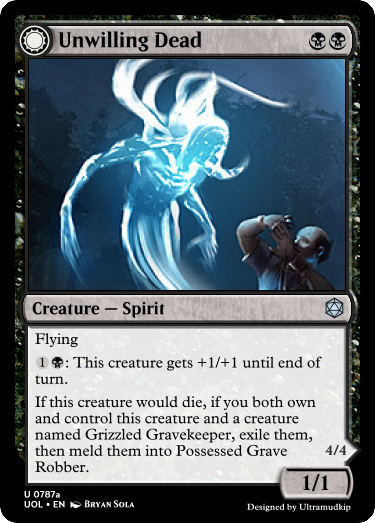 Unwilling Dead
Creature — Spirit
Flying
1: This creature gets +1/+1 until end of
turn.
If this creature would die, if you both own
and control this creature and a creature
named Grizzled Gravekeeper, exile them,
then meld them into Possessed Grave
Robber.
4/4
1/1
U 0787a
UOL • EN Bryan Sola
Designed by Ultramudkip